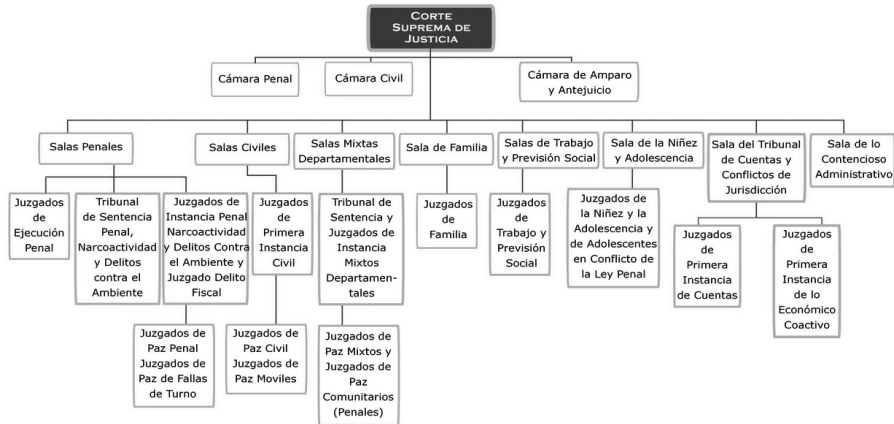 CORTE
SUPREMA DE
JUSTICIA
Cámara Penal
Cámara Civil
Cámara de Amparo
y Antejuicio
Salas Penales
Salas Civiles
Salas Mixtas
Departamentales
Sala de Familia
Salas de Trabajo
y Previsión Social
Sala de la Niñez
y Adolescencia
Sala del Tribunal
de Cuentas y
Conflictos de
Jurisdicción
Sala de lo
Contencioso
Administrativo
Juzgados
de
Ejecución
Penal
Tribunal
de Sentencia
Penal,
Narcoactividad
y Delitos
contra el
Ambiente
Juzgados de
Instancia Penal
Narcoactividad
y Delitos Contra
el Ambiente y
Juzgado Delito
Fiscal
Juzgados
de
Primera
Instancia
Civil
Tribunal de
Sentencia y
Juzgados de
Instancia
Mixtos
Departamen-
tales
Juzgados
de
Familia
Juzgados
de
Trabajo y
Previsión
Social
Juzgados de
la Niñez y la
Adolescencia y
de Adolescentes
en Conflicto de
la Ley Penal
Juzgados
de Primera
Instancia
de Cuentas
Juzgados
de
Primera
Instancia
de lo
Económico
Coactivo
Juzgados de
Paz Penal
Juzgados de
Paz de Fallas
de Turno
Juzgados de
Paz Civil
Juzgados de
Paz Moviles
Juzgados de
Paz Mixtos y
Juzgados de
Paz
Comunitarios
(Penales)